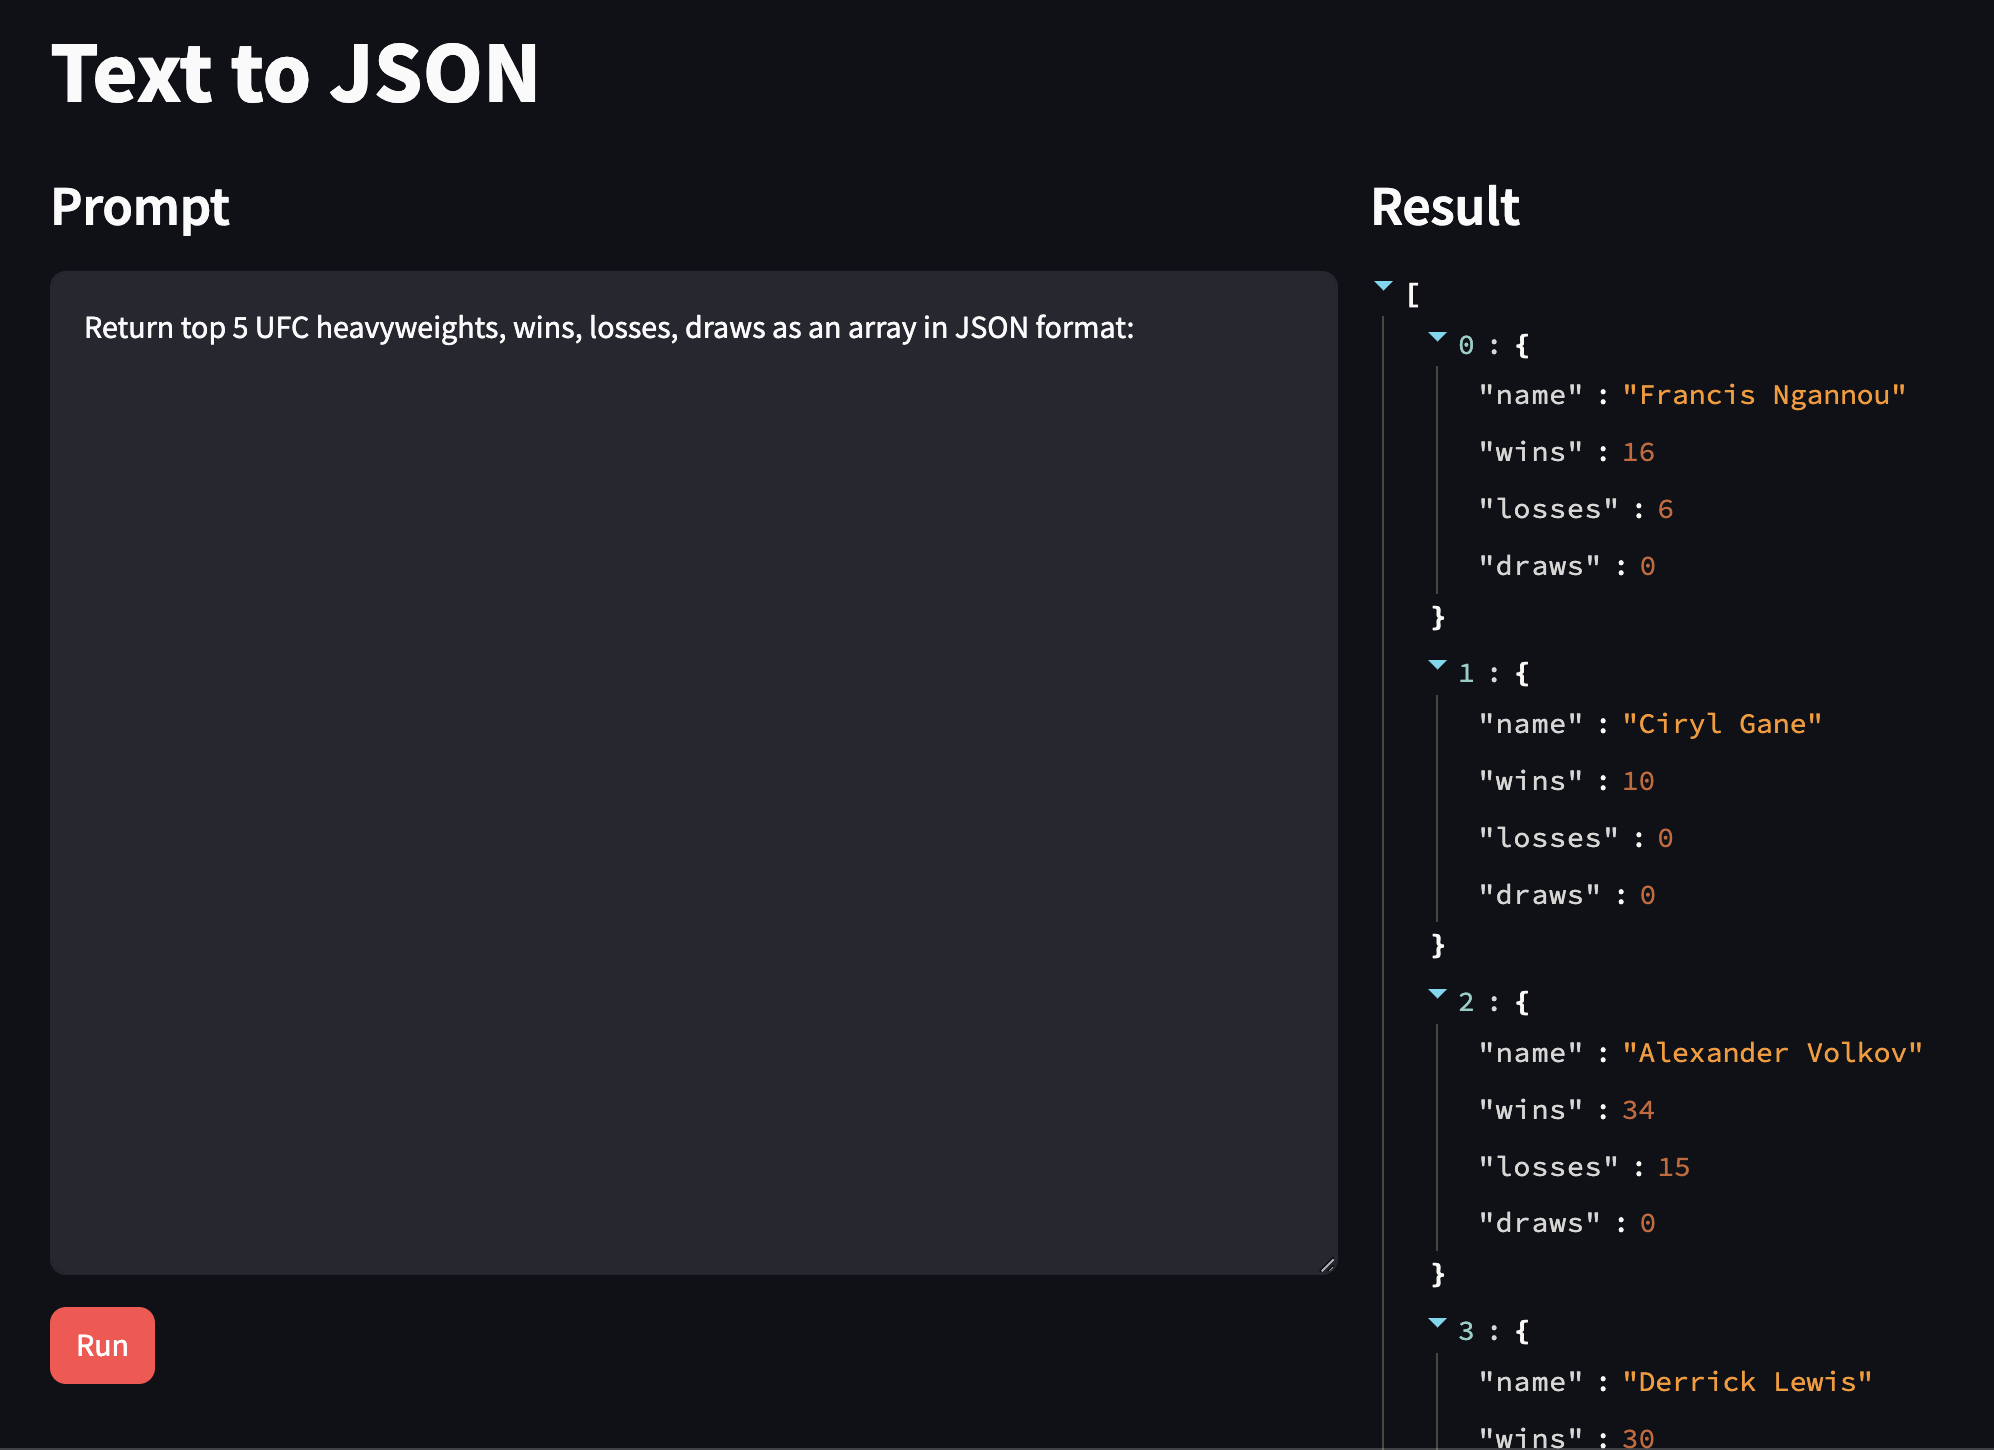 Text to JSON
Prompt
Return top 5 UFC heavyweights, wins, losses, draws as an array in JSON format:
Run
Result
[
0 : {
"name" : "Francis Ngannou"
"wins" : 16
"losses" : 6
"draws" : 0
}
1 : {
"name" : "Ciryl Gane"
"wins" : 10
"losses" : 0
"draws" : 0
}
2 : {
"name" : "Alexander Volkov"
"wins" : 34
"losses" : 15
"draws" : 0
}
3 : {
"name" : "Derrick Lewis"
"wins" : 30